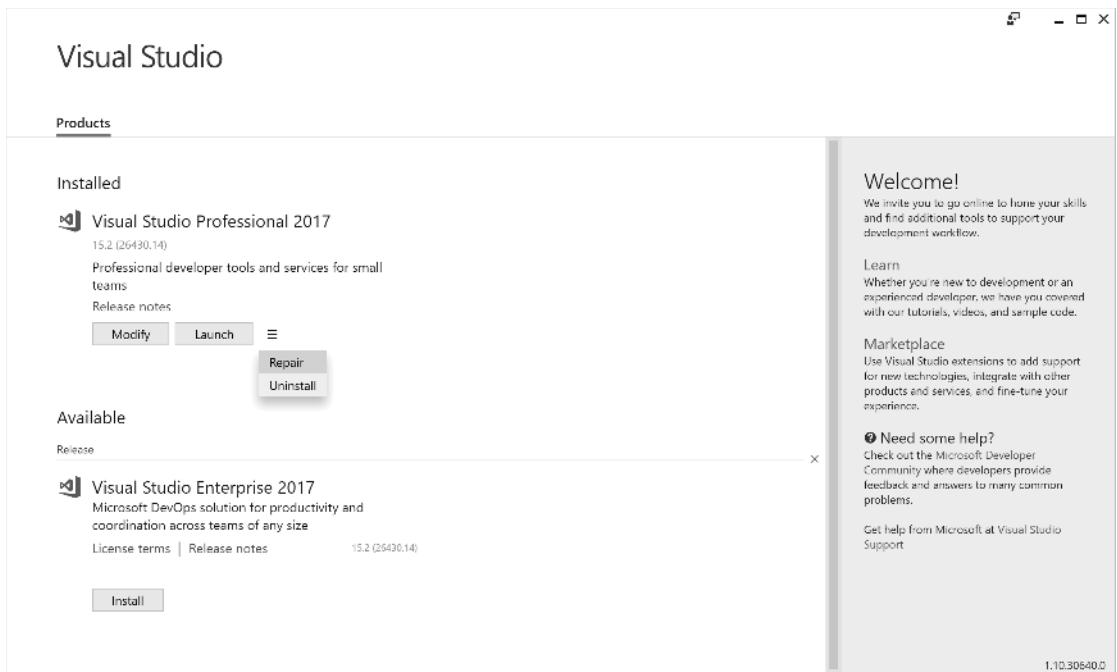 Visual Studio
Products
Installed
Visual Studio Professional 2017
15.2 (26430.14)
Professional developer tools and services for small
teams
Release notes
Modify
Launch
Repair
Uninstall
Available
Release
Visual Studio Enterprise 2017
Microsoft DevOps solution for productivity and
coordination across teams of any size
License terms | Release notes
15.2 (26430.14)
Install
Welcome!
We invite you to go online to hone your skills
and find additional tools to support your
development workflow.
Learn
Whether you're new to development or an
experienced developer, we have you covered
with our tutorials, videos, and sample code.
Marketplace
Use Visual Studio extensions to add support
for new technologies, integrate with other
products and services, and fine-tune your
experience.
Need some help?
Check out the Microsoft Developer
Community where developers provide
feedback and answers to many common
problems.
Get help from Microsoft at Visual Studio
Support
1.10.30640.0